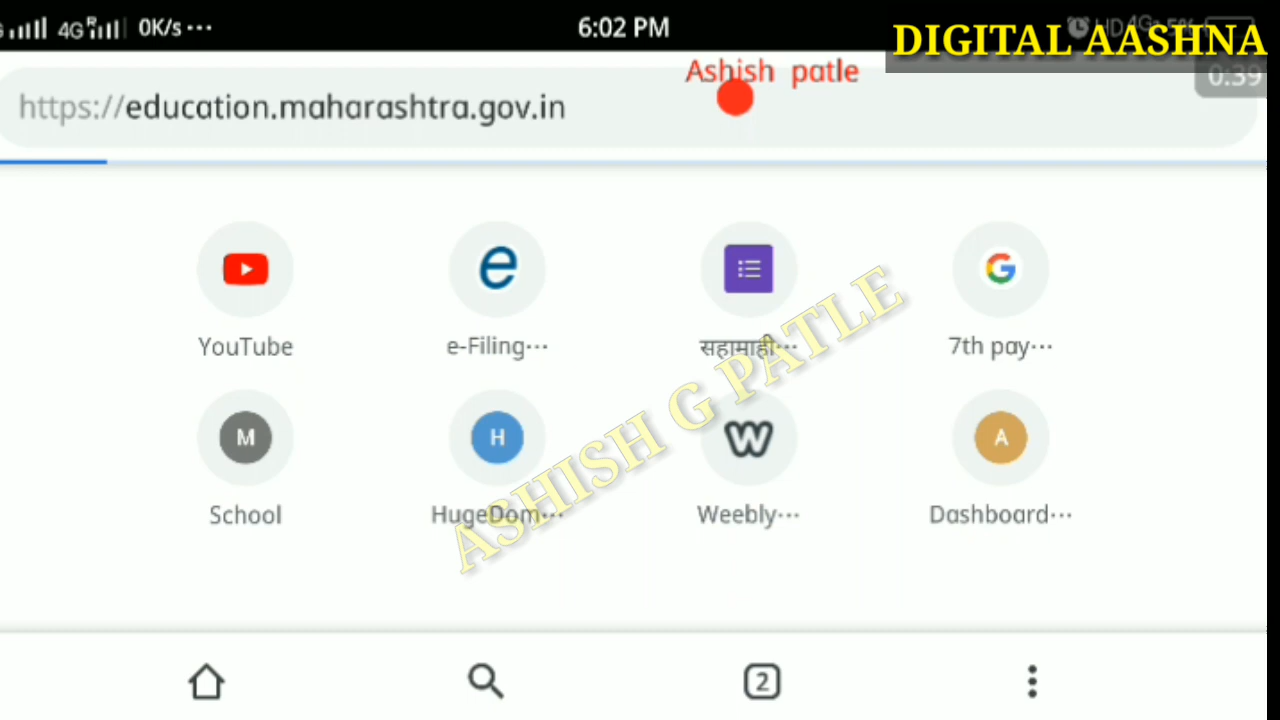 4G R 0K/s ... 6:02 PM
DIGITAL AASHNA
Ashish patle
0:39
https://education.maharashtra.gov.in
YouTube e-Filing... सहामाही... 7th pay...
M H W A
School HugeDom... Weebly... Dashboard...
ASHISH G PATLE
2